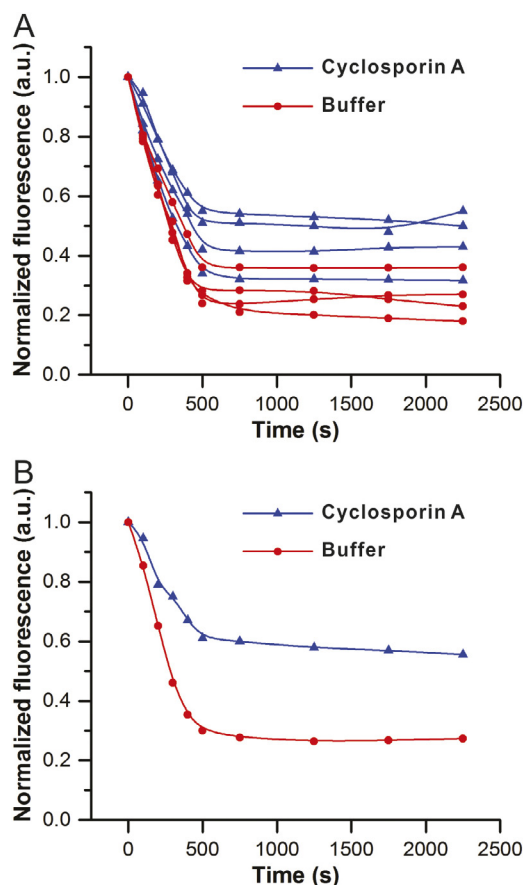 A
Normalized fluorescence (a.u.)
1.0
0.8
0.6
0.4
0.2
0.0
Cyclosporin A
Buffer
0 500 1000 1500 2000 2500
Time (s)
B
Normalized fluorescence (a.u.)
1.0
0.8
0.6
0.4
0.2
0.0
Cyclosporin A
Buffer
0 500 1000 1500 2000 2500
Time (s)